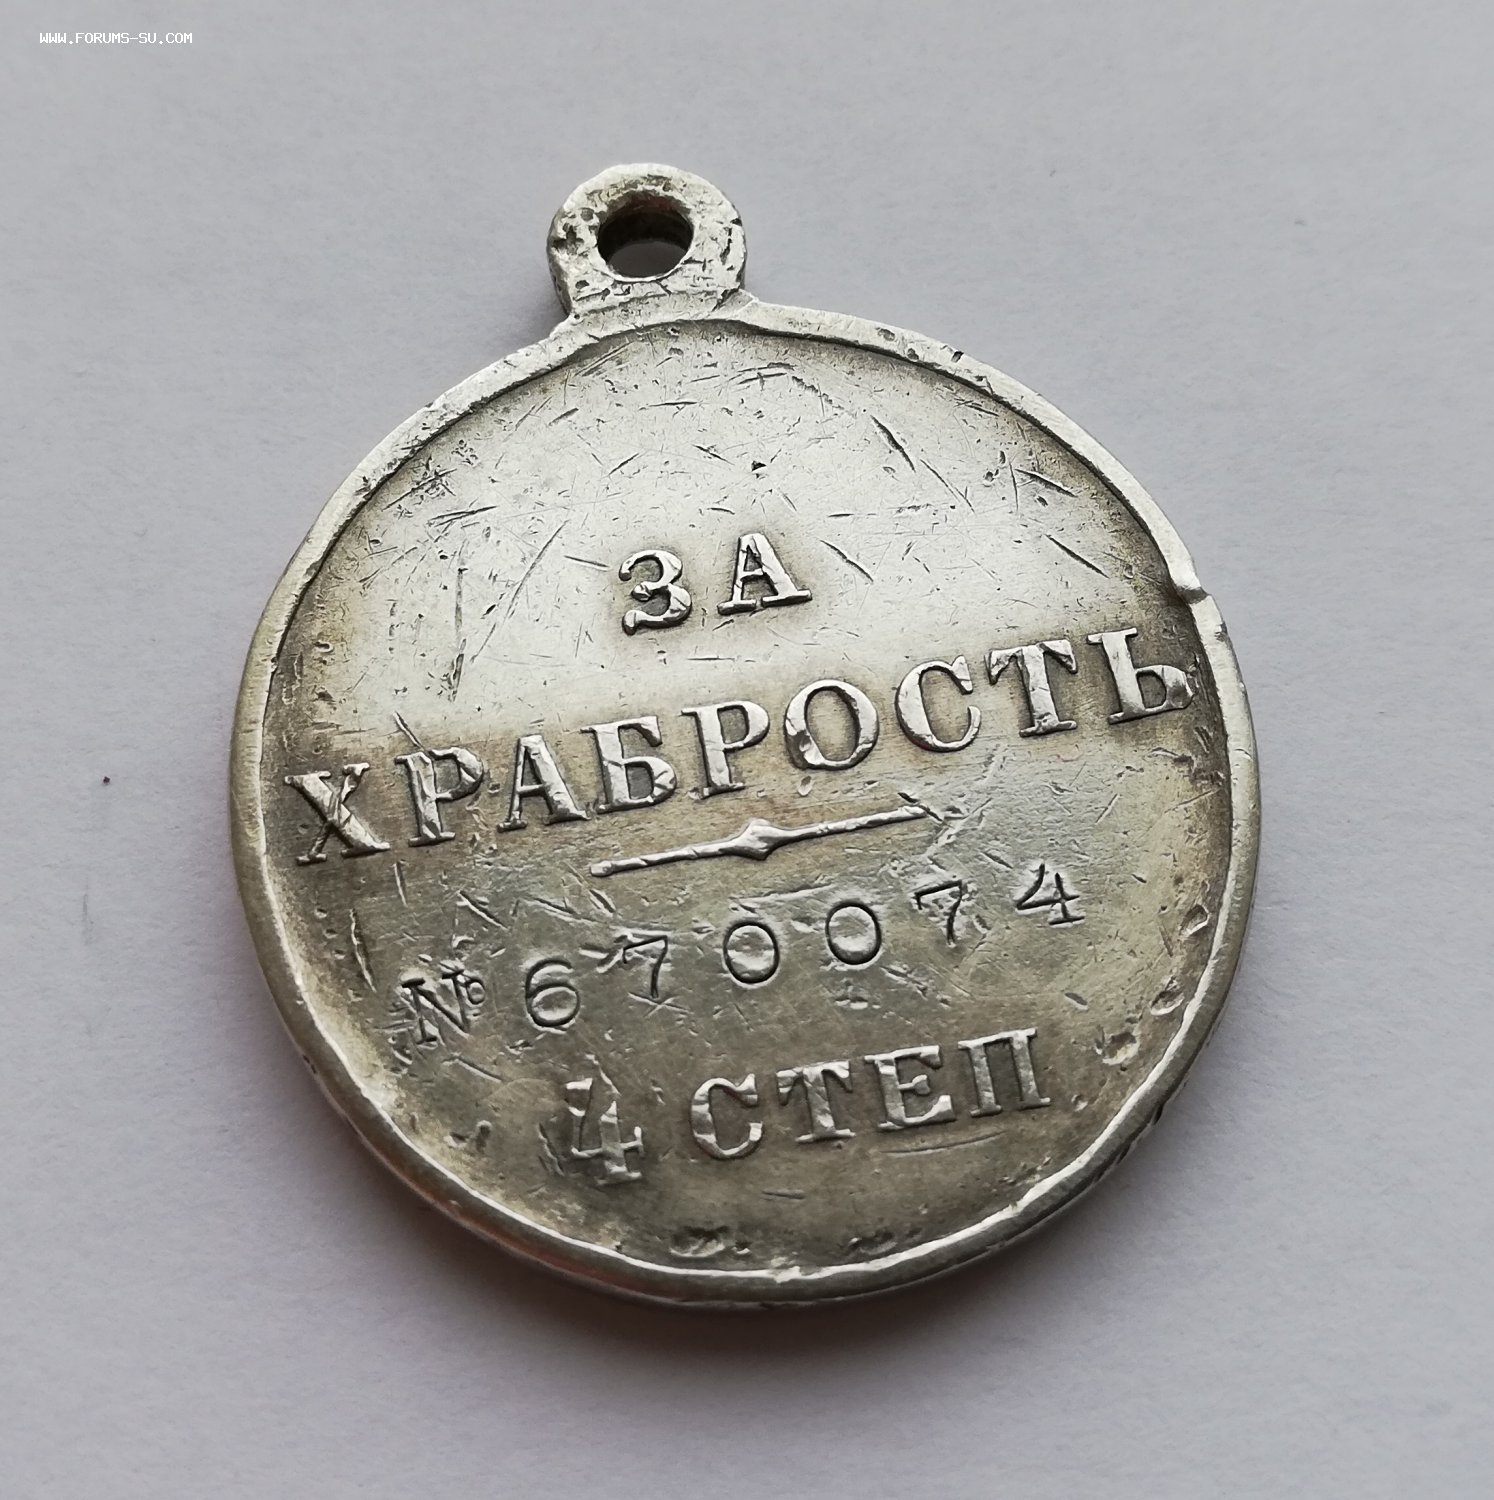 WWW.FORUMS-SU.COM
ЗА
ХРАБРОСТЬ
№ 670074
4 СТЕП